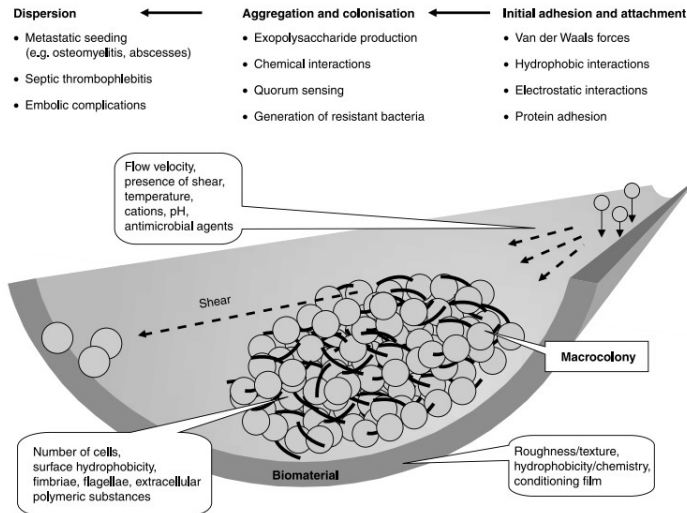 Dispersion
• Metastatic seeding
(e.g. osteomyelitis, abscesses)
• Septic thrombophlebitis
• Embolic complications
Aggregation and colonisation
• Exopolysaccharide production
• Chemical interactions
• Quorum sensing
• Generation of resistant bacteria
Initial adhesion and attachment
• Van der Waals forces
• Hydrophobic interactions
• Electrostatic interactions
• Protein adhesion
Flow velocity,
presence of shear,
temperature,
cations, pH,
antimicrobial agents
Shear
Macrocolony
Number of cells,
surface hydrophobicity,
fimbriae, flagellae, extracellular
polymeric substances
Biomaterial
Roughness/texture,
hydrophobicity/chemistry,
conditioning film